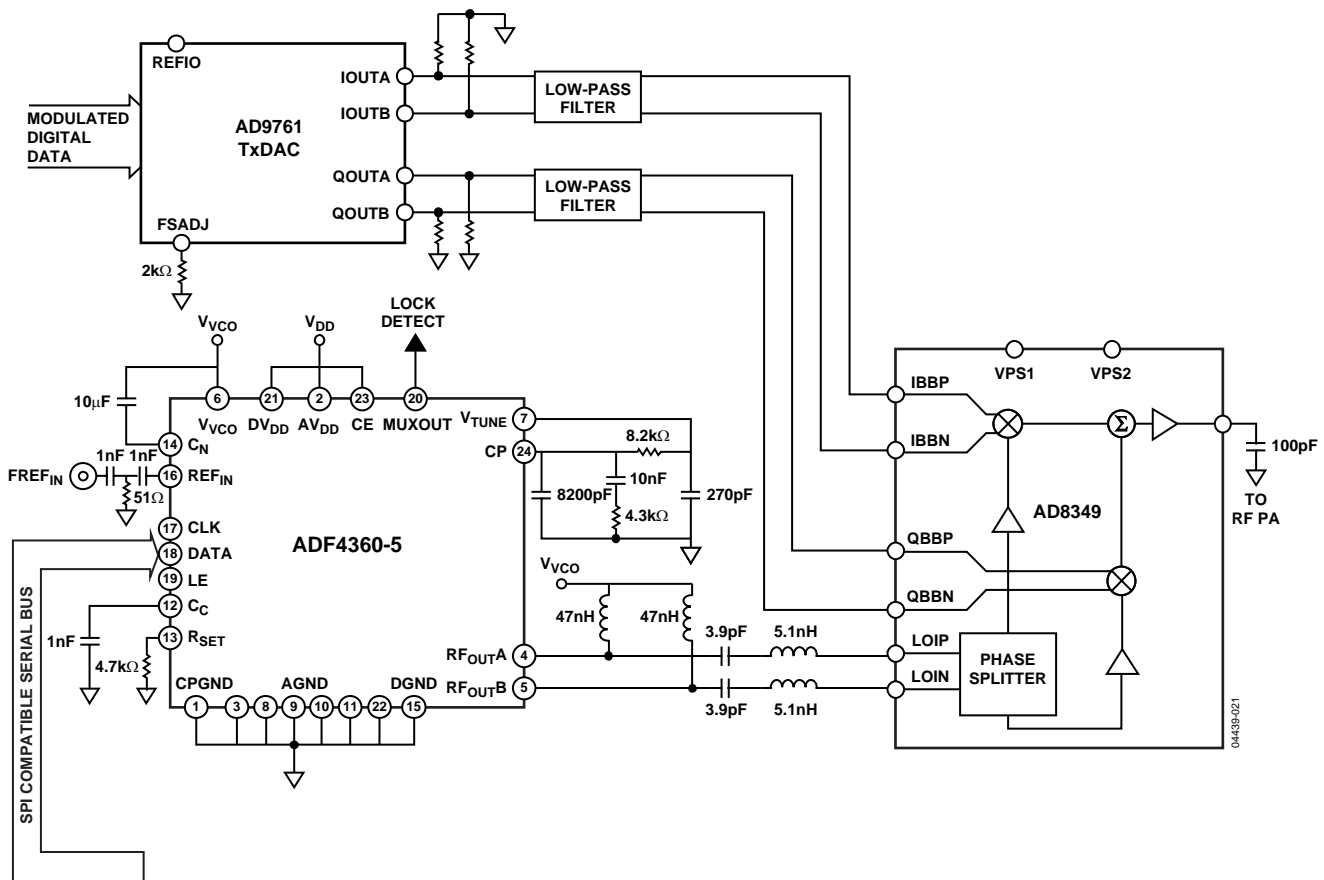 REFIO
MODULATED
DIGITAL
DATA
AD9761
TxDAC
IOUTA
IOUTB
QOUTA
QOUTB
FSADJ
2kΩ
LOW-PASS
FILTER
LOW-PASS
FILTER
VVCO
VDD
LOCK
DETECT
10µF
6
21
2
23
20
VVCO
DVDD
AVDD
CE
MUXOUT
VTUNE
7
CP
24
14
CN
1nF
1nF
FREFIN
16
REFIN
51Ω
17
CLK
18
DATA
19
LE
12
CC
13
RSET
1nF
4.7kΩ
ADF4360-5
8.2kΩ
10nF
8200pF
270pF
4.3kΩ
VVCO
47nH
47nH
3.9pF
5.1nH
RFOUTA
4
RFOUTB
5
3.9pF
5.1nH
CPGND
AGND
DGND
1
3
8
9
10
11
22
15
SPI COMPATIBLE SERIAL BUS
VPS1
VPS2
IBBP
IBBN
Σ
100pF
TO
RF PA
AD8349
QBBP
QBBN
LOIP
LOIN
PHASE
SPLITTER
04439-021